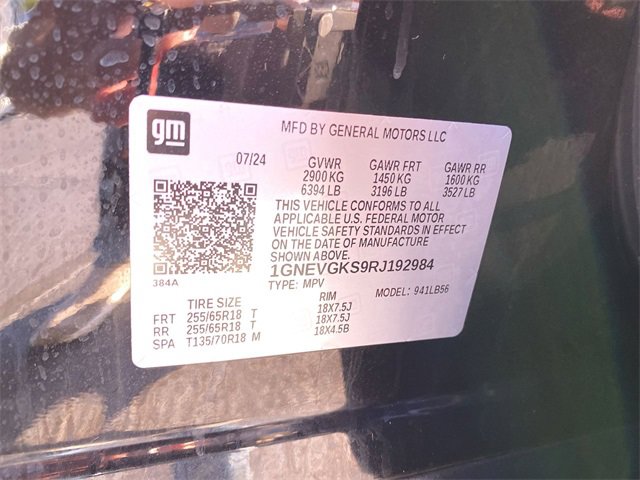 gm
MFD BY GENERAL MOTORS LLC
07/24 GVWR GAWR FRT GAWR RR
2900 KG 1450 KG 1600 KG
6394 LB 3196 LB 3527 LB
THIS VEHICLE CONFORMS TO ALL
APPLICABLE U.S. FEDERAL MOTOR
VEHICLE SAFETY STANDARDS IN EFFECT
ON THE DATE OF MANUFACTURE
SHOWN ABOVE.
1GNEVGKS9RJ192984
384A
TYPE: MPV MODEL: 941LB56
TIRE SIZE RIM
FRT 255/65R18 T 18X7.5J
RR 255/65R18 T 18X7.5J
SPA T135/70R18 M 18X4.5B